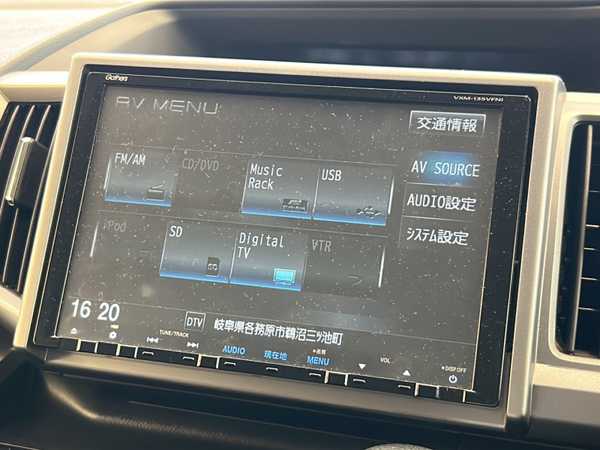 Gathers
VXM-135VFNi
AV MENU
交通情報
FM/AM
CD/DVD
Music
Rack
USB
AV SOURCE
AUDIO設定
iPod
SD
Digital
TV
VTR
システム設定
16 20
DTV
岐阜県各務原市鵜沼三ッ池町
TUNE/TRACK
AUDIO
現在地
MENU
VOL
DISP OFF